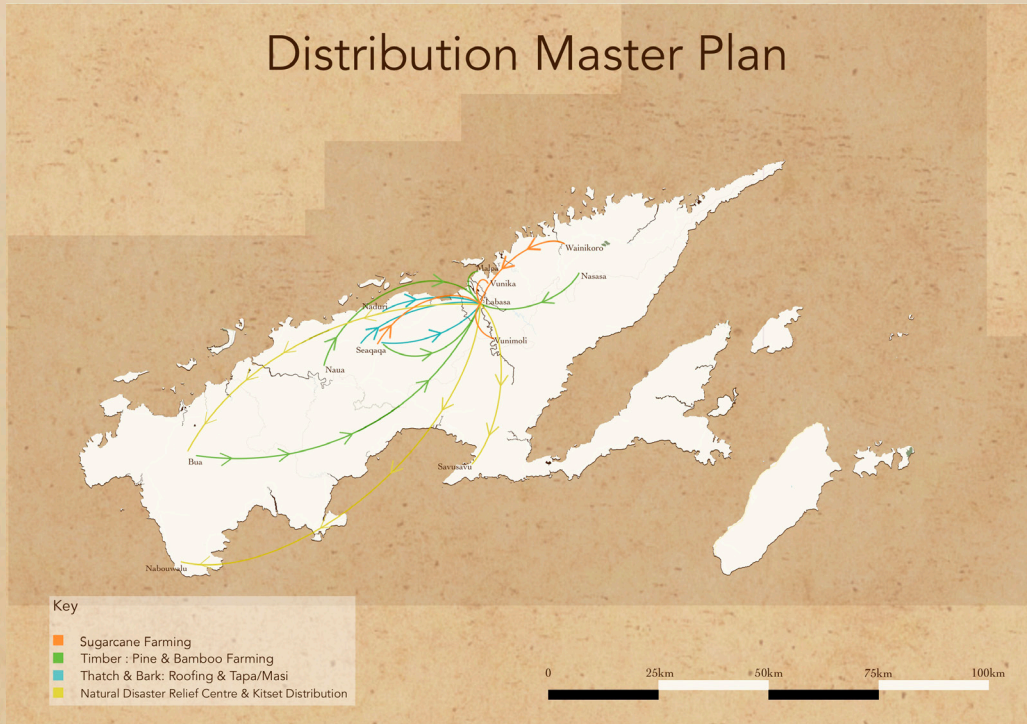 Distribution Master Plan
Wainikoro
Malau
Nasasa
Vunika
Labasa
Naduri
Vunimoli
Seaqaqa
Naua
Bua
Savusavu
Nabouwalu
Key
Sugarcane Farming
Timber : Pine & Bamboo Farming
Thatch & Bark: Roofing & Tapa/Masi
Natural Disaster Relief Centre & Kitset Distribution
0 25km 50km 75km 100km